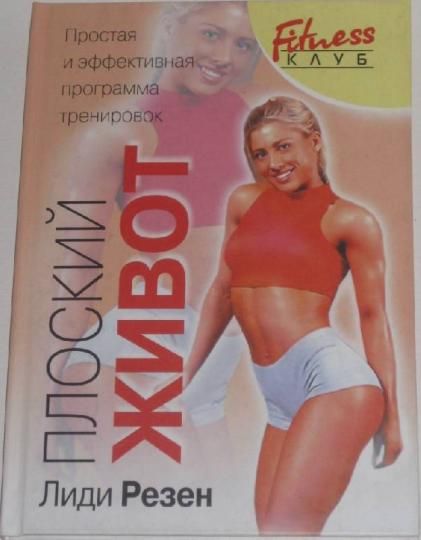 Простая
и эффективная
программа
тренировок
Fitness
КЛУБ
ПЛОСКИЙ
ЖИВОТ
Лиди Резен